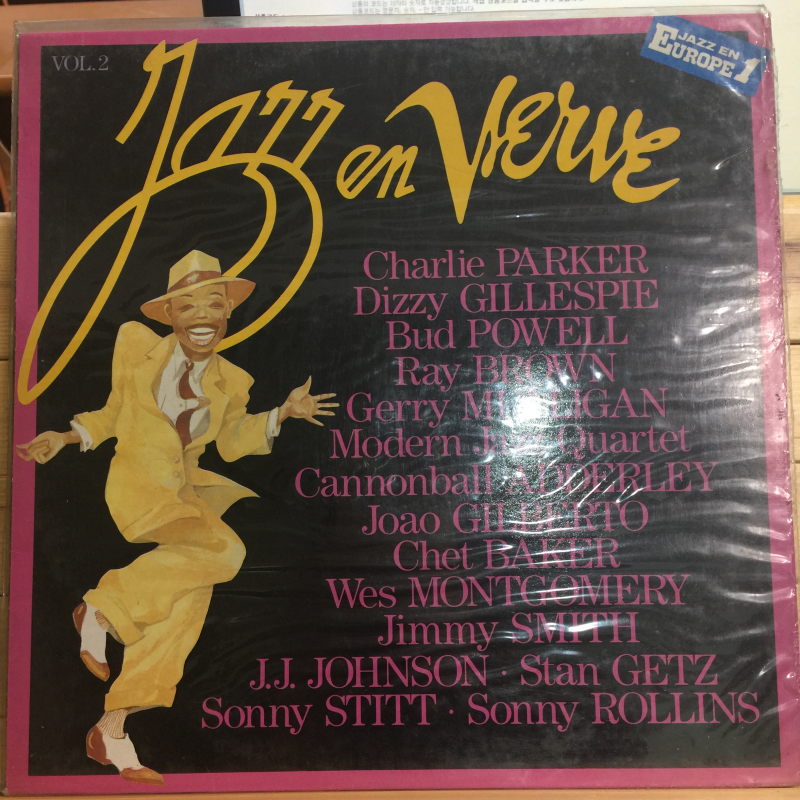 VOL.2
JAZZ EN
EUROPE 1
Jazz en Verve
Charlie PARKER
Dizzy GILLESPIE
Bud POWELL
Ray BROWN
Gerry MULLIGAN
Modern Jazz Quartet
Cannonball ADDERLEY
Joao GILBERTO
Chet BAKER
Wes MONTGOMERY
Jimmy SMITH
J.J. JOHNSON · Stan GETZ
Sonny STITT · Sonny ROLLINS